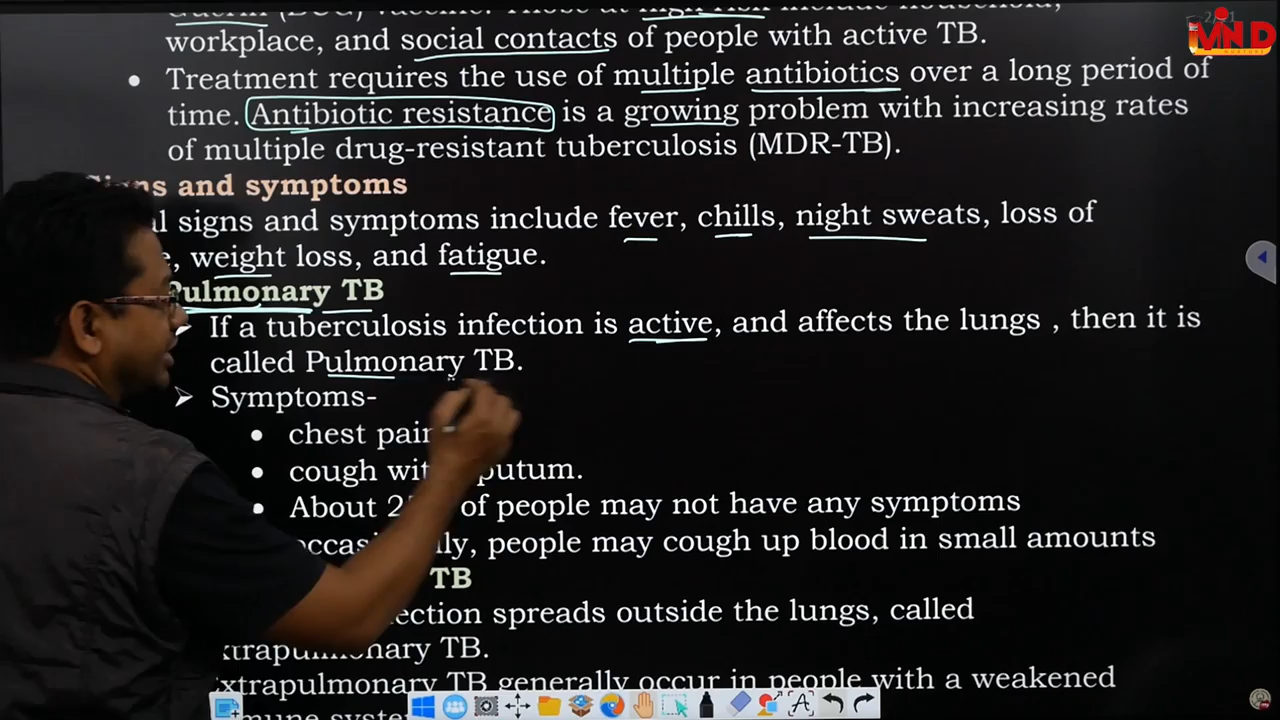 2/21
MIND
workplace, and social contacts of people with active TB.
• Treatment requires the use of multiple antibiotics over a long period of
time. Antibiotic resistance is a growing problem with increasing rates
of multiple drug-resistant tuberculosis (MDR-TB).
Signs and symptoms
signs and symptoms include fever, chills, night sweats, loss of
weight loss, and fatigue.
Pulmonary TB
➤ If a tuberculosis infection is active, and affects the lungs , then it is
called Pulmonary TB.
➤ Symptoms-
• chest pain
• cough with sputum.
• About of people may not have any symptoms
occasionally, people may cough up blood in small amounts
TB
spreads outside the lungs, called
TB.
extrapulmonary TB generally occur in people with a weakened